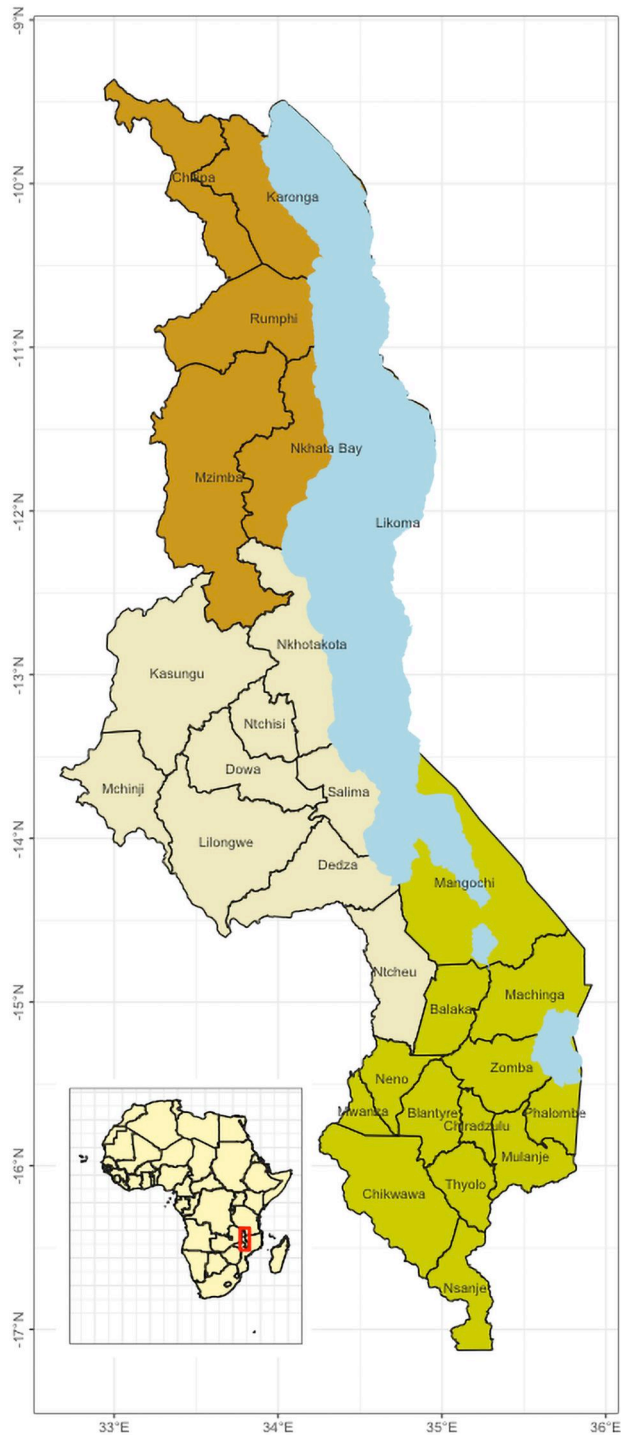 -9°N
Chitipa
-10°N
Karonga
Rumphi
-11°N
Nkhata Bay
Mzimba
-12°N
Likoma
Nkhotakota
-13°N
Kasungu
Ntchisi
Dowa
Mchinji
Salima
-14°N
Lilongwe
Dedza
Mangochi
Ntcheu
-15°N
Machinga
Balaka
Zomba
Neno
Mwanza
Blantyre
Phalombe
Chiradzulu
Mulanje
-16°N
Thyolo
Chikwawa
Nsanje
-17°N
33°E
34°E
35°E
36°E